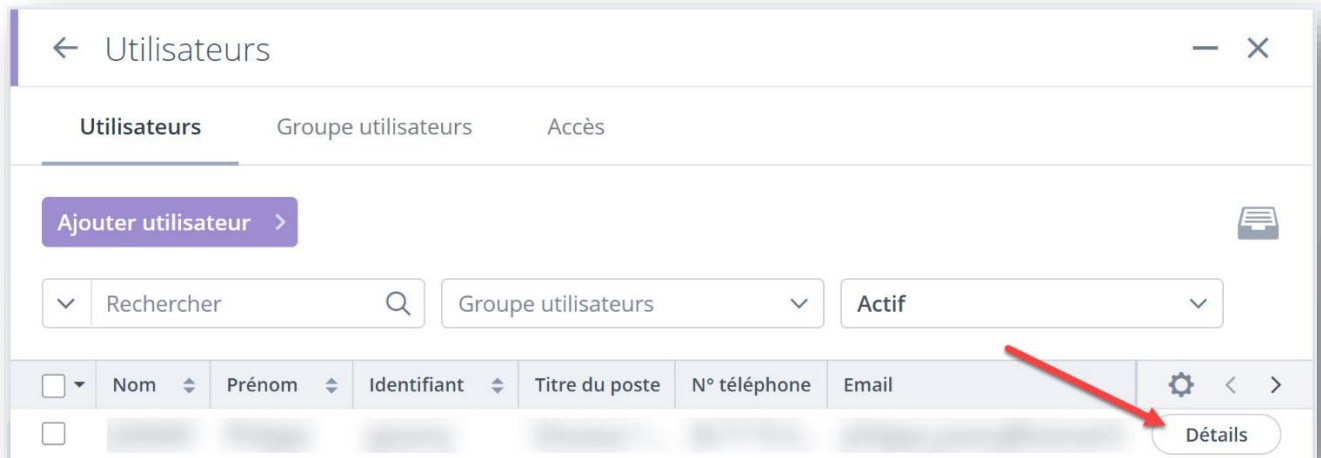 Utilisateurs
Utilisateurs Groupe utilisateurs Accès
Ajouter utilisateur
Rechercher Groupe utilisateurs Actif
Nom Prénom Identifiant Titre du poste N° téléphone Email
Détails